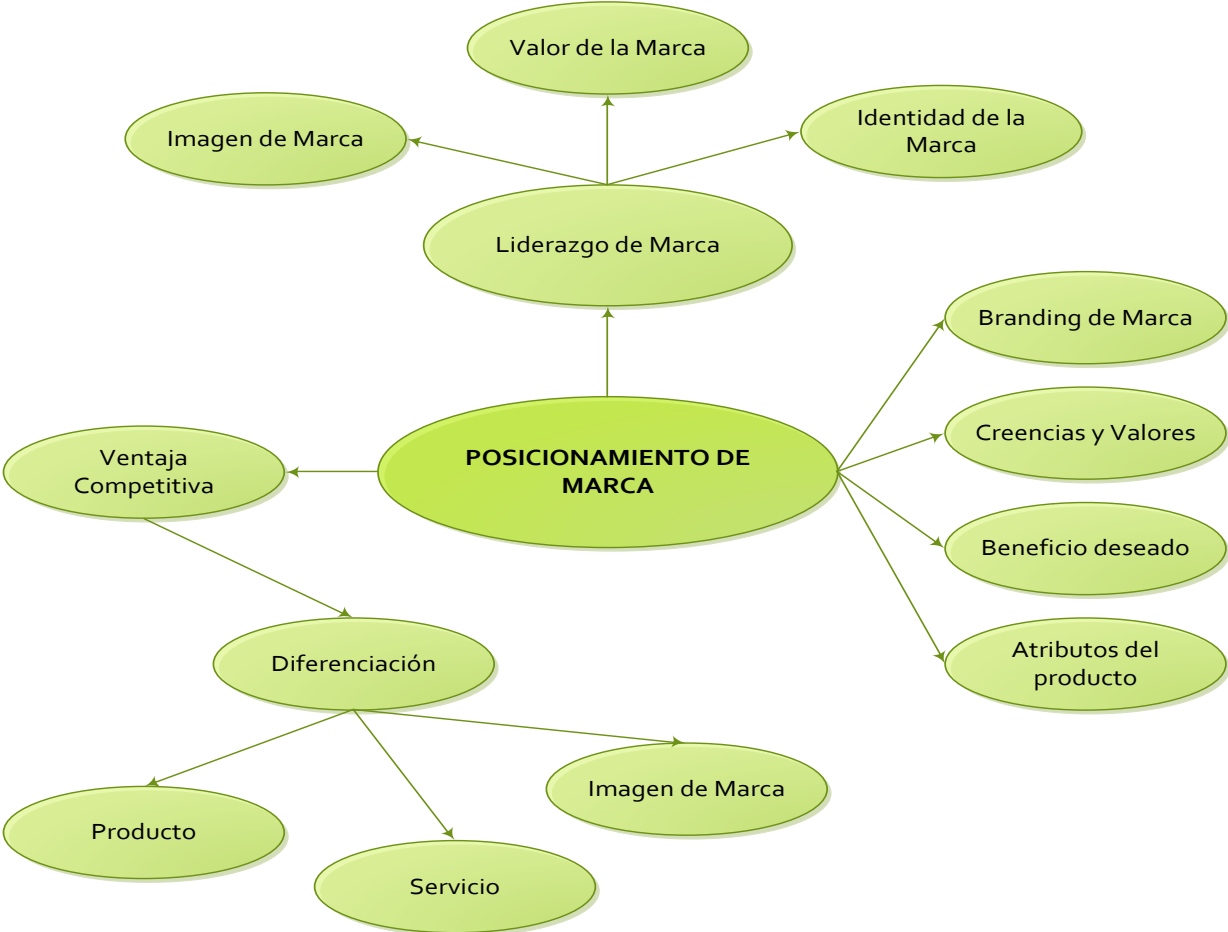 Valor de la Marca
Imagen de Marca
Identidad de la
Marca
Liderazgo de Marca
Branding de Marca
Creencias y Valores
POSICIONAMIENTO DE
MARCA
Ventaja
Competitiva
Beneficio deseado
Atributos del
producto
Diferenciación
Imagen de Marca
Producto
Servicio